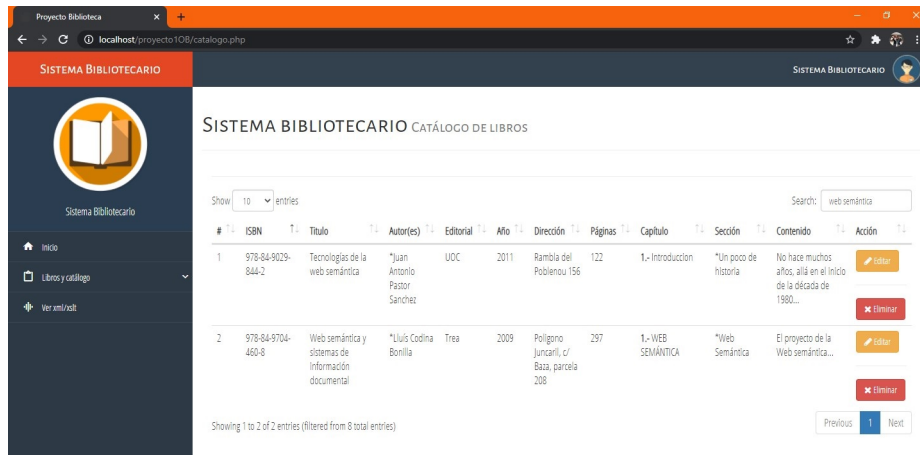 Proyecto Biblioteca
localhost/proyecto1OB/catalogo.php
SISTEMA BIBLIOTECARIO
SISTEMA BIBLIOTECARIO
Sistema Bibliotecario
Inicio
Libros y catálogo
Ver xml/xslt
SISTEMA BIBLIOTECARIO CATÁLOGO DE LIBROS
Show 10 entries
Search: web semántica
# ISBN Titulo Autor(es) Editorial Año Dirección Páginas Capítulo Sección Contenido Acción
1 978-84-9029- Tecnologías de la *Juan UOC 2011 Rambla del 122 1.- Introduccion *Un poco de No hace muchos Editar
844-2 web semántica Antonio Poblenou 156 historia años, allá en el inicio
Pastor de la década de
Sanchez 1980...
Eliminar
2 978-84-9704- Web semántica y *Lluís Codina Trea 2009 Poligono 297 1.- WEB *Web El proyecto de la Editar
460-8 sistemas de Bonilla Juncaril, c/ SEMÁNTICA Semántica Web semántica...
información Baza, parcela
documental 208
Eliminar
Showing 1 to 2 of 2 entries (filtered from 8 total entries)
Previous 1 Next